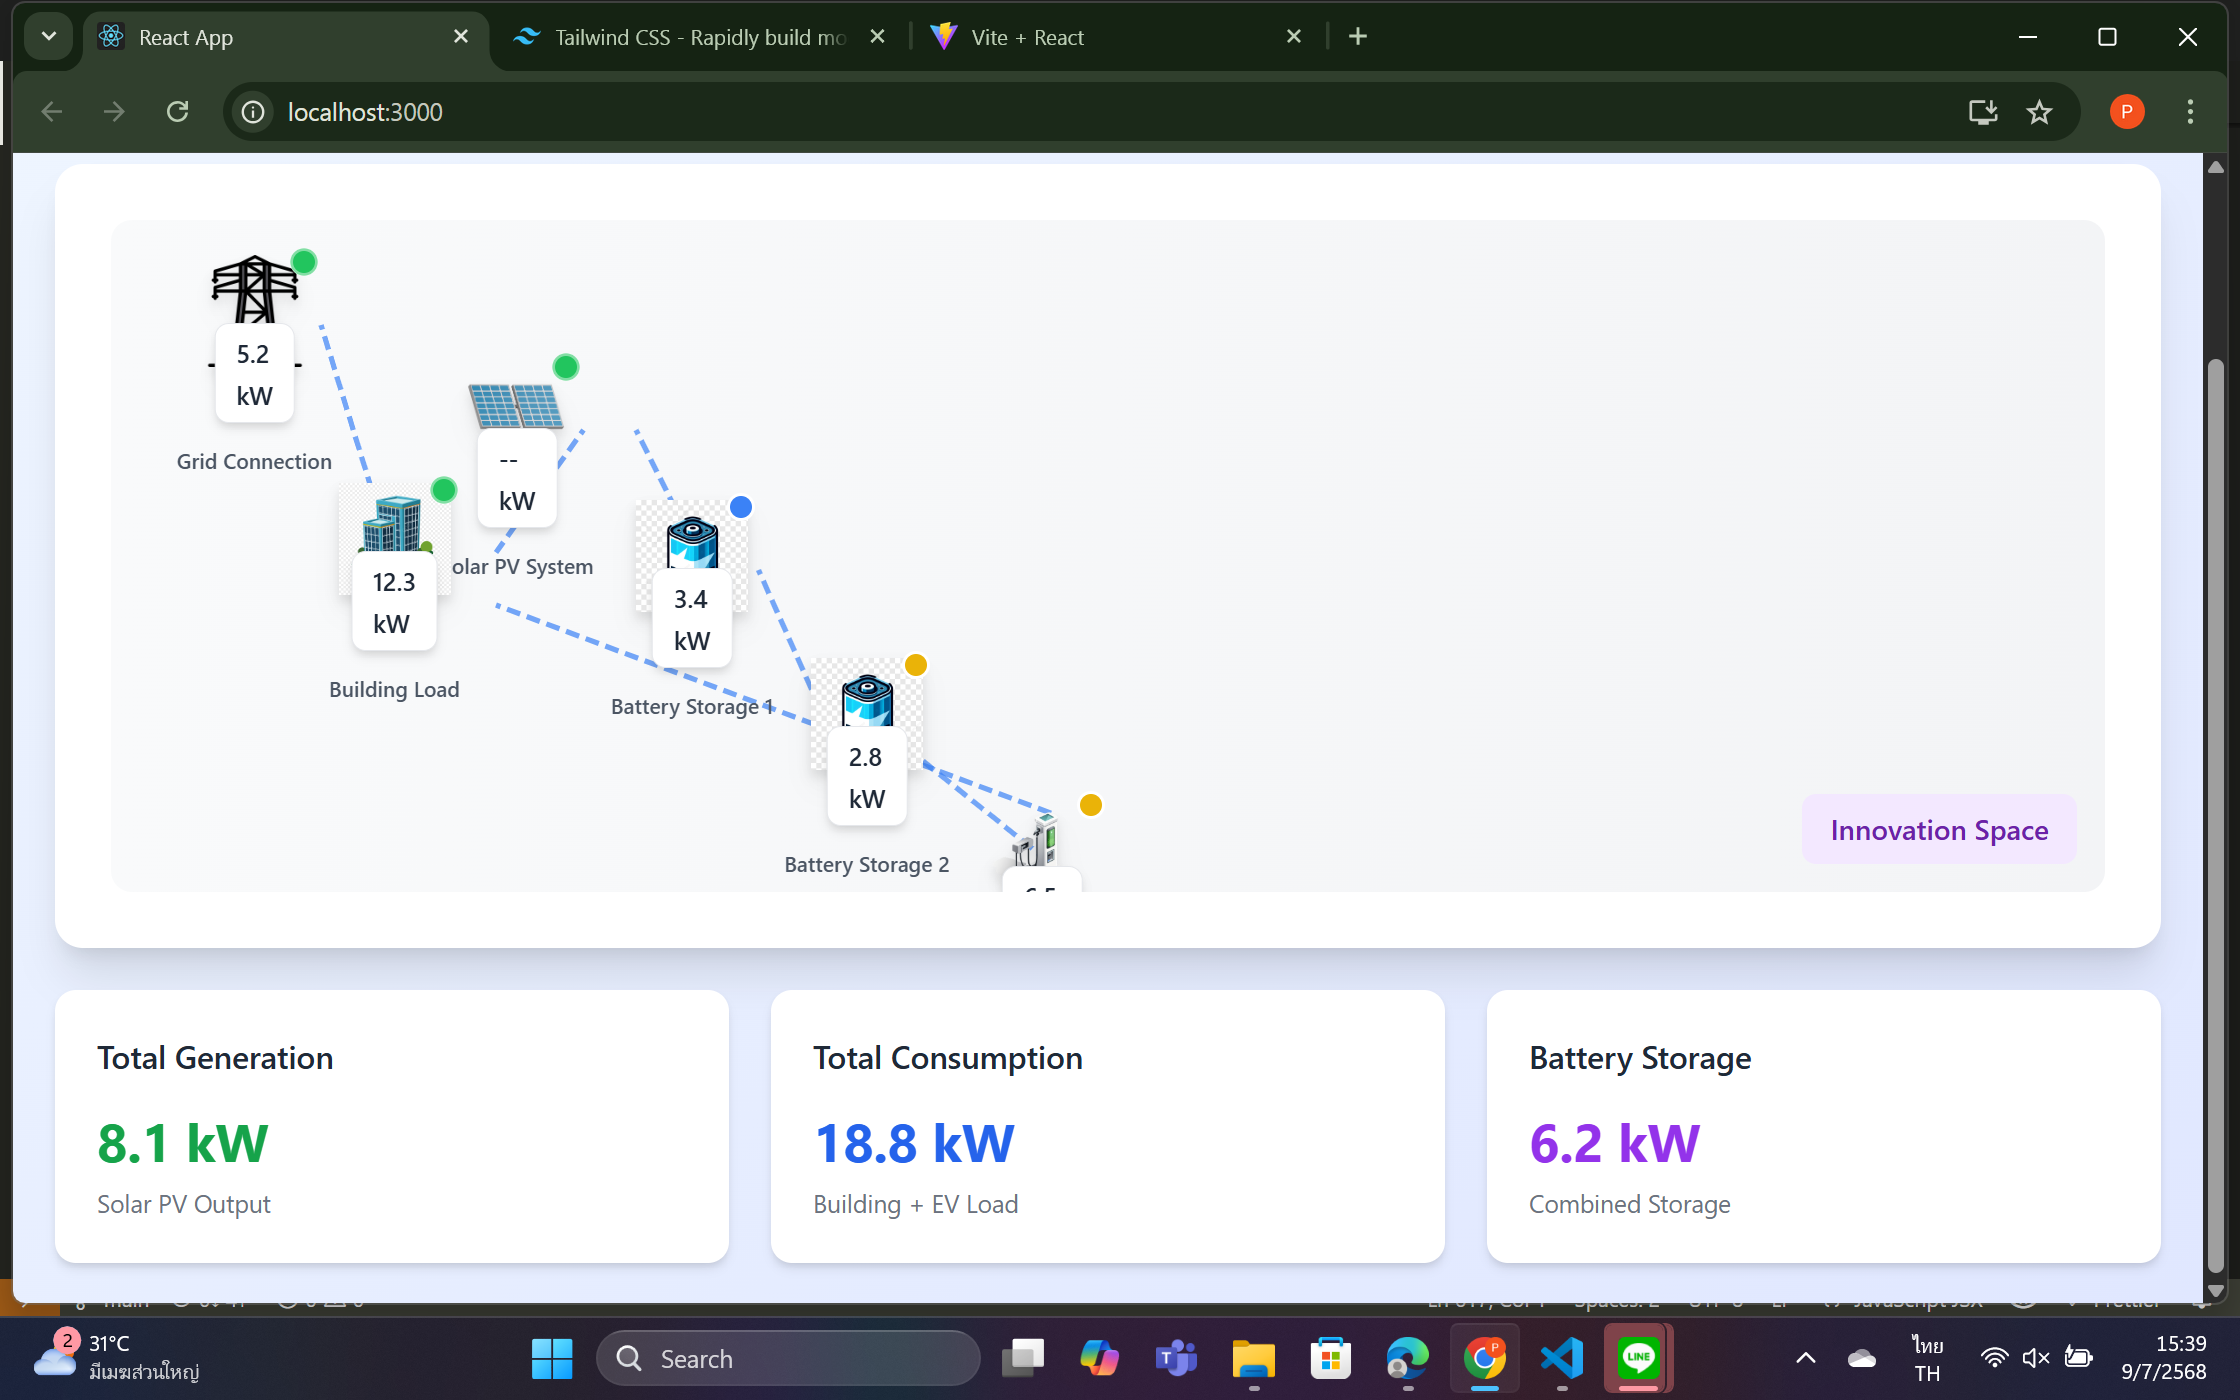 React App
Tailwind CSS - Rapidly build mo
Vite + React
localhost:3000
P
5.2
kW
Grid Connection
--
kW
olar PV System
12.3
kW
Building Load
3.4
kW
Battery Storage 1
2.8
kW
Battery Storage 2
Innovation Space
Total Generation
8.1 kW
Solar PV Output
Total Consumption
18.8 kW
Building + EV Load
Battery Storage
6.2 kW
Combined Storage
2
31°C
มีเมฆส่วนใหญ่
Search
T
P
LINE
ไทย
TH
15:39
9/7/2568